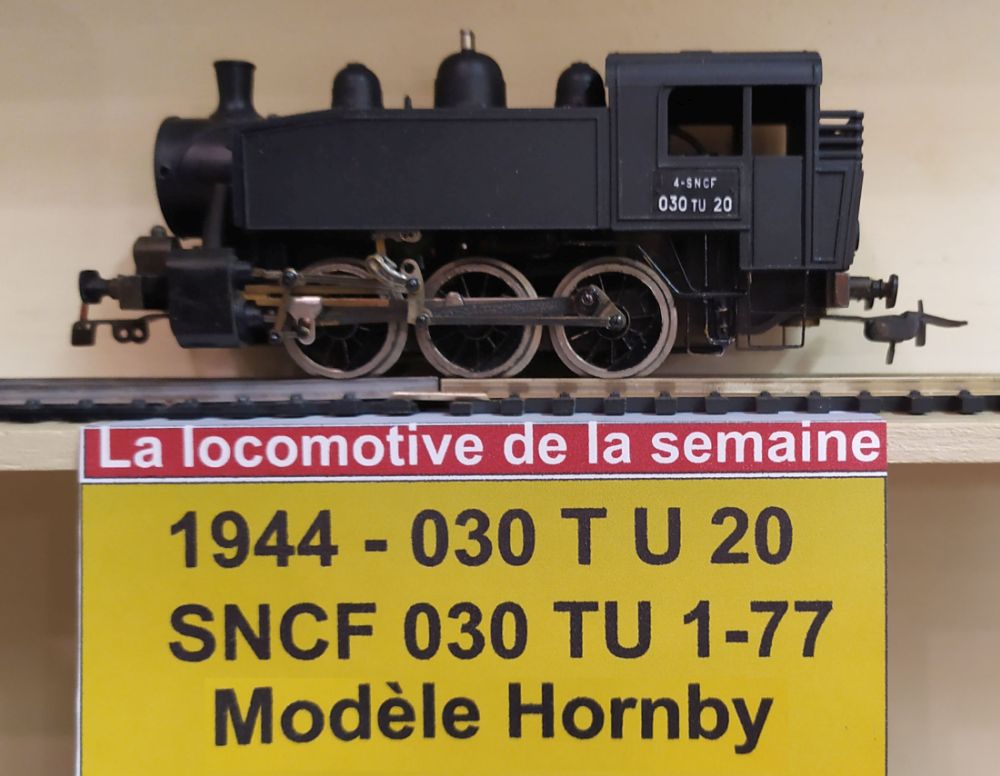 4-SNCF
030 TU 20
La locomotive de la semaine
1944 - 030 T U 20
SNCF 030 TU 1-77
Modèle Hornby